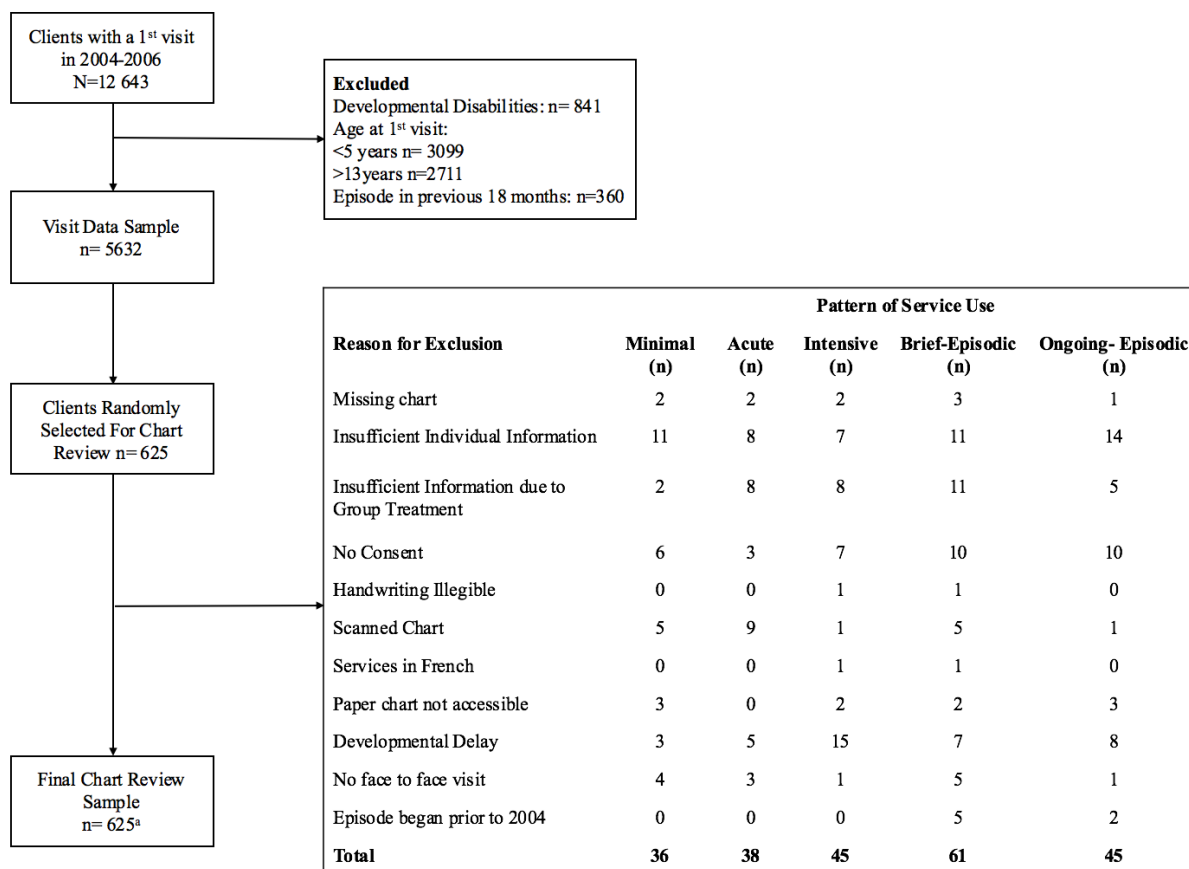 Clients with a 1st visit
in 2004-2006
N=12 643
Excluded
Developmental Disabilities: n= 841
Age at 1st visit:
<5 years n= 3099
>13years n=2711
Episode in previous 18 months: n=360
Visit Data Sample
n= 5632
Clients Randomly
Selected For Chart
Review n= 625
Final Chart Review
Sample
n= 625a
Pattern of Service Use
Reason for Exclusion Minimal Acute Intensive Brief-Episodic Ongoing- Episodic
(n) (n) (n) (n) (n)
Missing chart 2 2 2 3 1
Insufficient Individual Information 11 8 7 11 14
Insufficient Information due to 2 8 8 11 5
Group Treatment
No Consent 6 3 7 10 10
Handwriting Illegible 0 0 1 1 0
Scanned Chart 5 9 1 5 1
Services in French 0 0 1 1 0
Paper chart not accessible 3 0 2 2 3
Developmental Delay 3 5 15 7 8
No face to face visit 4 3 1 5 1
Episode began prior to 2004 0 0 0 5 2
Total 36 38 45 61 45